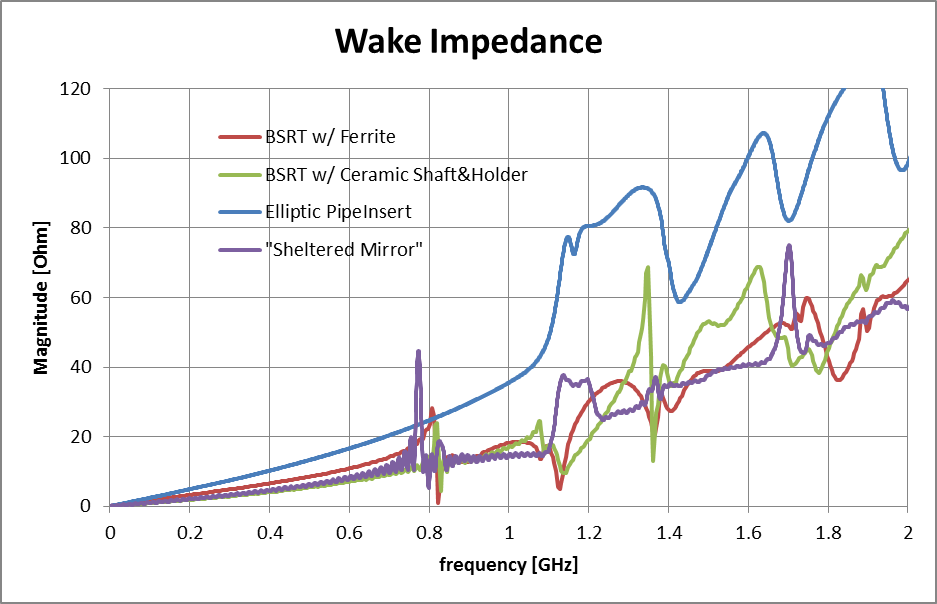 Wake Impedance
120
100
80
60
40
20
0
Magnitude [Ohm]
BSRT w/ Ferrite
BSRT w/ Ceramic Shaft&Holder
Elliptic PipeInsert
"Sheltered Mirror"
0 0.2 0.4 0.6 0.8 1 1.2 1.4 1.6 1.8 2
frequency [GHz]